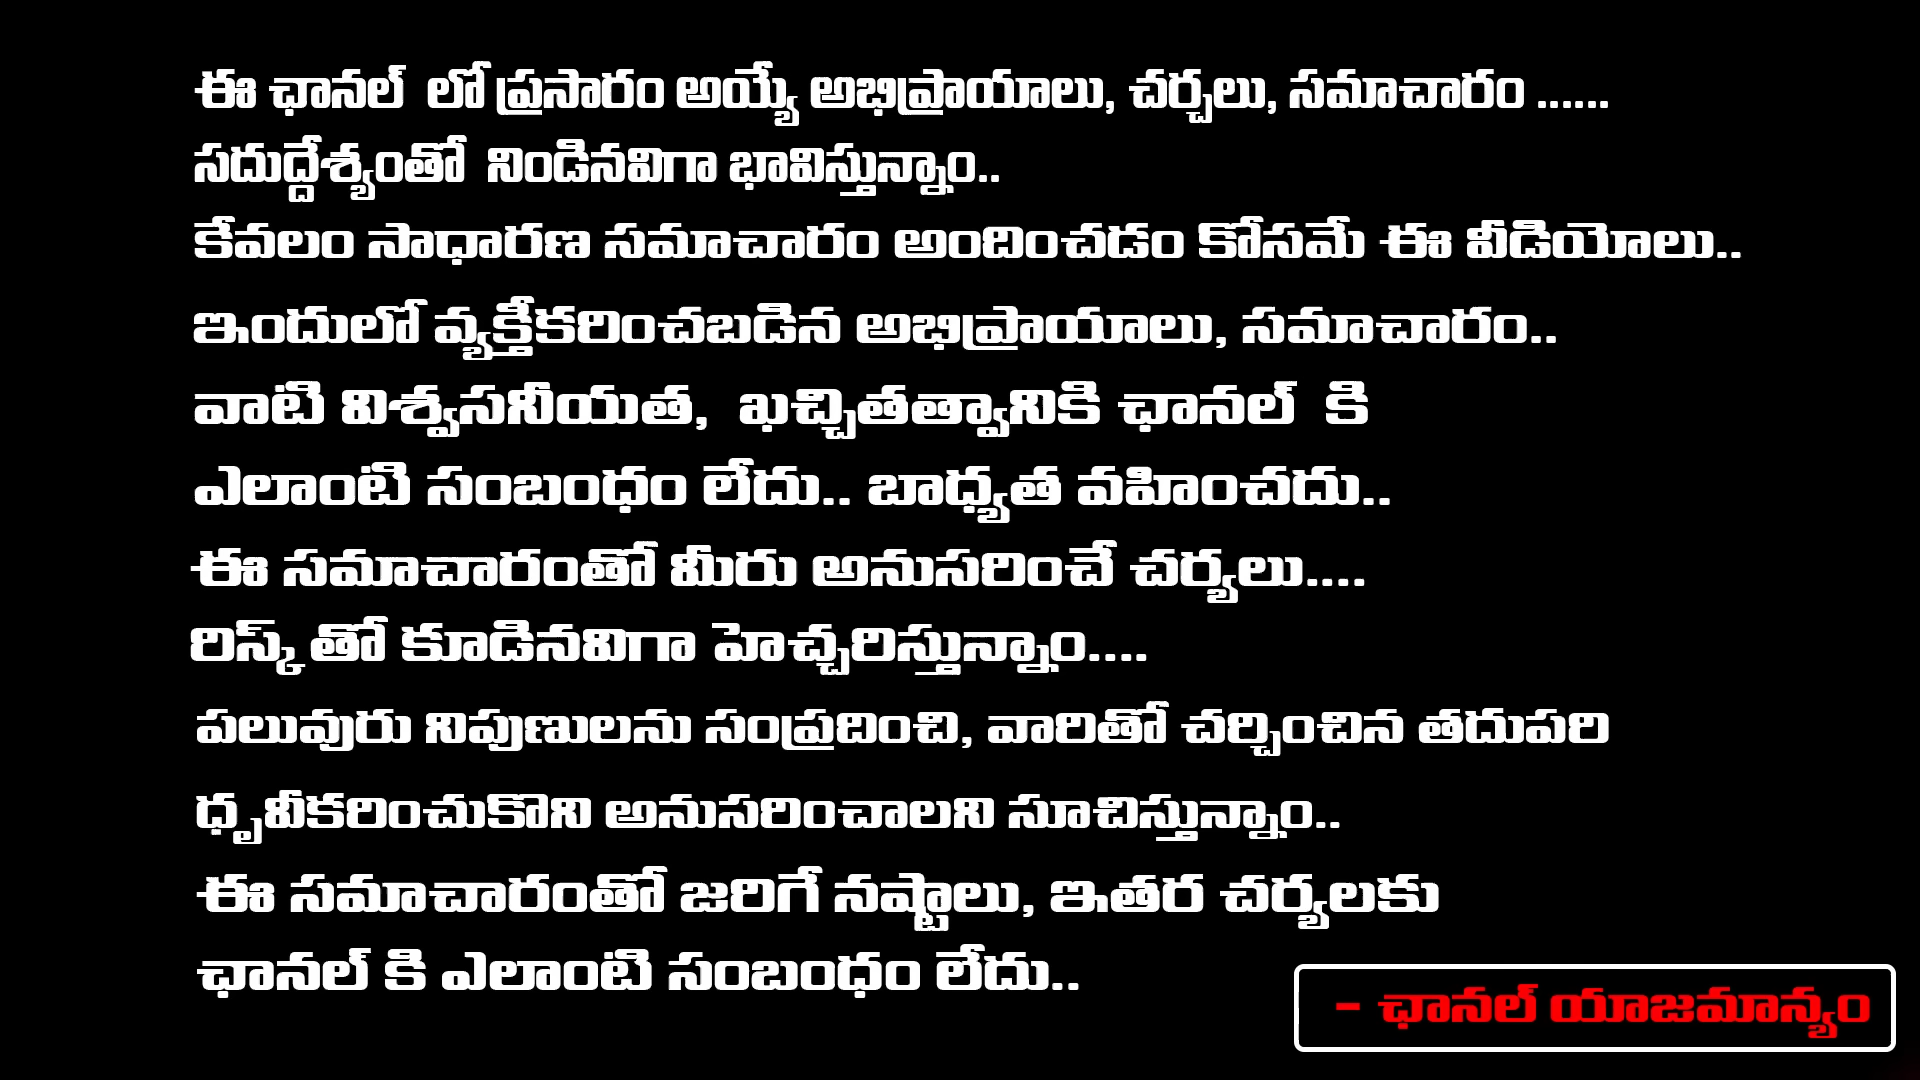 ఈ ఛానల్ లో ప్రసారం అయ్యే అభిప్రాయాలు, చర్చలు, సమాచారం ......
సదుద్దేశ్యంతో నిండినవిగా భావిస్తున్నాం..
కేవలం సాధారణ సమాచారం అందించడం కోసమే ఈ వీడియోలు..
ఇందులో వ్యక్తీకరించబడిన అభిప్రాయాలు, సమాచారం..
వాటి విశ్వసనీయత, ఖచ్చితత్వానికి ఛానల్ కి
ఎలాంటి సంబంధం లేదు.. బాధ్యత వహించదు..
ఈ సమాచారంతో మీరు అనుసరించే చర్యలు....
రిస్క్ తో కూడినవిగా హెచ్చరిస్తున్నాం....
పలువురు నిపుణులను సంప్రదించి, వారితో చర్చించిన తదుపరి
ధృవీకరించుకొని అనుసరించాలని సూచిస్తున్నాం..
ఈ సమాచారంతో జరిగే నష్టాలు, ఇతర చర్యలకు
ఛానల్ కి ఎలాంటి సంబంధం లేదు..
- ఛానల్ యాజమాన్యం